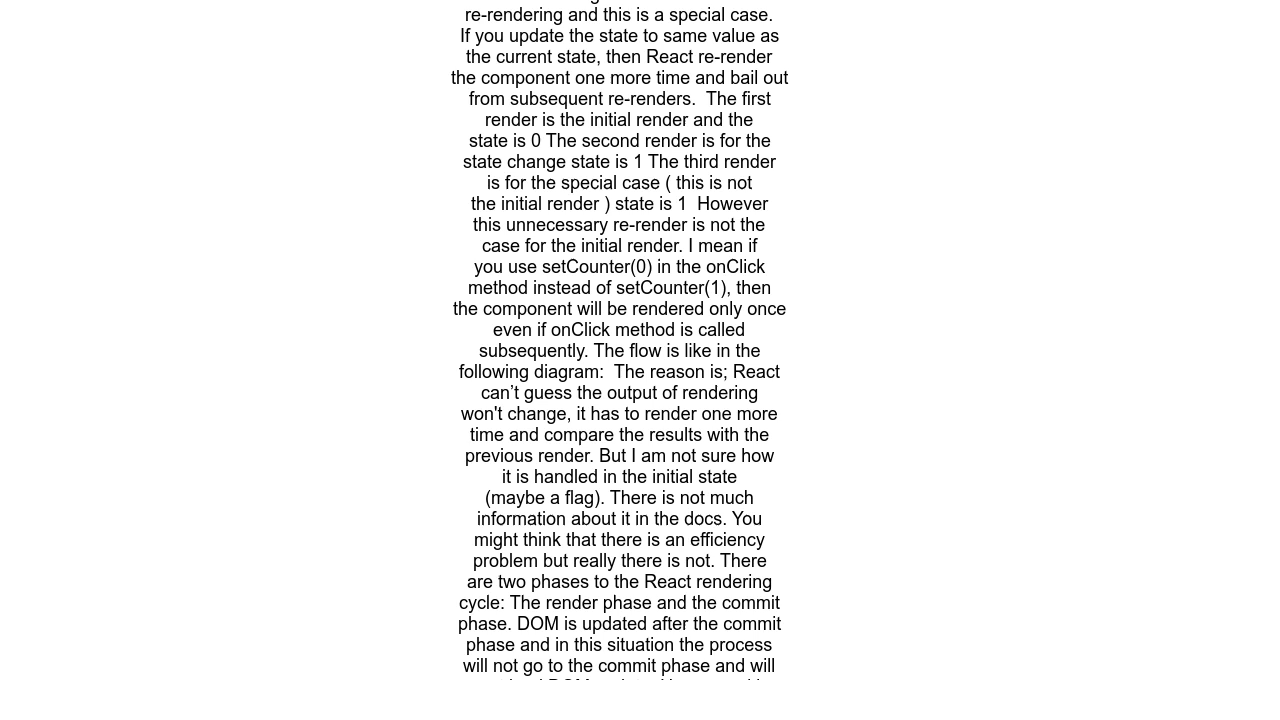 re-rendering and this is a special case.
If you update the state to same value as
the current state, then React re-render
the component one more time and bail out
from subsequent re-renders.  The first
render is the initial render and the
state is 0 The second render is for the
state change state is 1 The third render
is for the special case ( this is not
the initial render ) state is 1  However
this unnecessary re-render is not the
case for the initial render. I mean if
you use setCounter(0) in the onClick
method instead of setCounter(1), then
the component will be rendered only once
even if onClick method is called
subsequently. The flow is like in the
following diagram:  The reason is; React
can’t guess the output of rendering
won't change, it has to render one more
time and compare the results with the
previous render. But I am not sure how
it is handled in the initial state
(maybe a flag). There is not much
information about it in the docs. You
might think that there is an efficiency
problem but really there is not. There
are two phases to the React rendering
cycle: The render phase and the commit
phase. DOM is updated after the commit
phase and in this situation the process
will not go to the commit phase and will